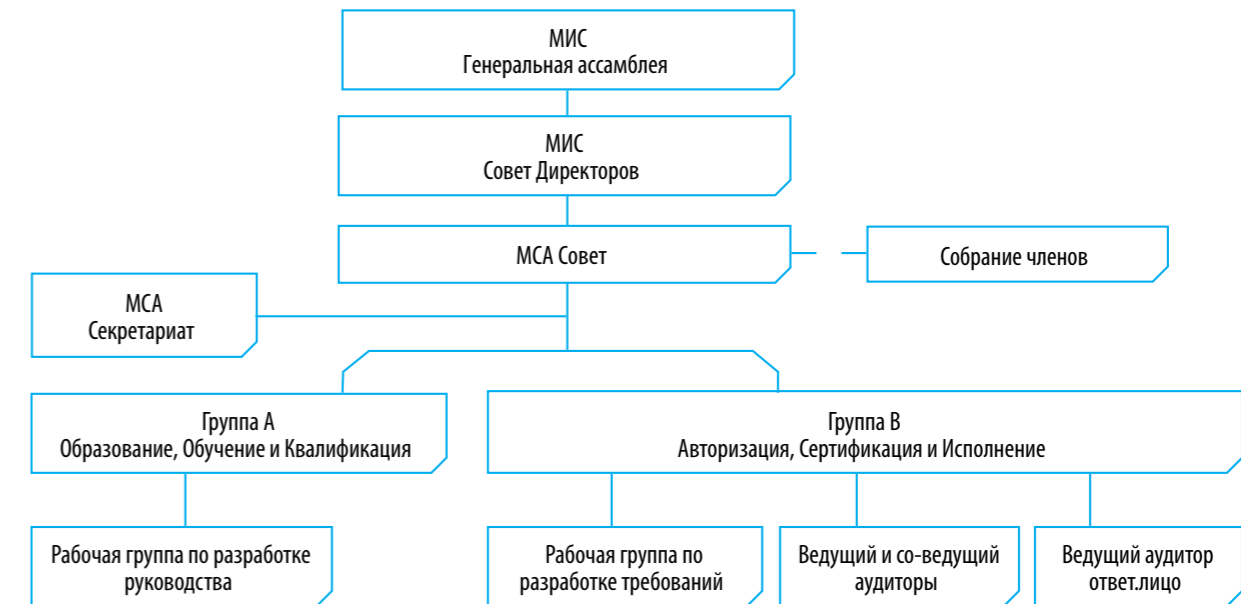 МИС
Генеральная ассамблея
МИС
Совет Директоров
МСА Совет
Собрание членов
МСА
Секретариат
Группа А
Образование, Обучение и Квалификация
Группа В
Авторизация, Сертификация и Исполнение
Рабочая группа по разработке
руководства
Рабочая группа по
разработке требований
Ведущий и со-ведущий
аудиторы
Ведущий аудитор
ответ.лицо